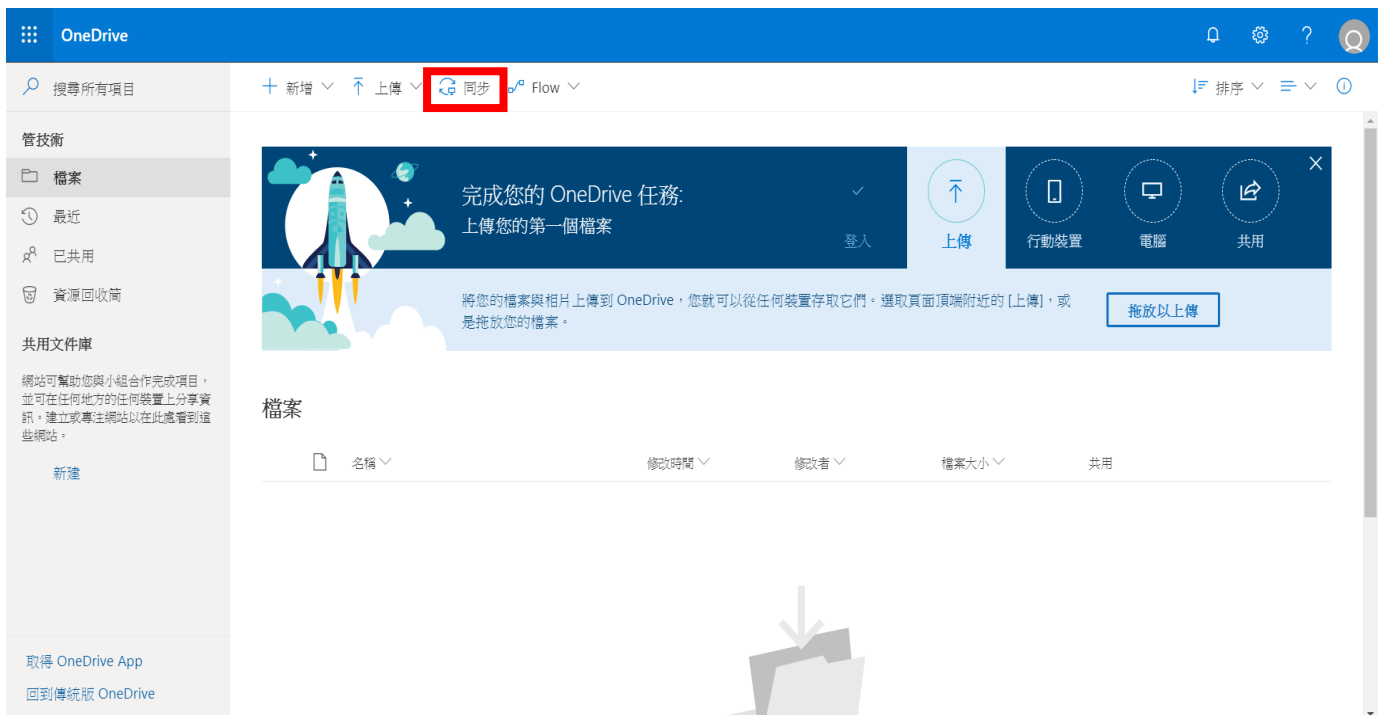 OneDrive
?
搜尋所有項目
新增
上傳
同步
Flow
排序
管技術
檔案
最近
已共用
資源回收筒
共用文件庫
網站可幫助您與小組合作完成項目，
並可在任何地方的任何裝置上分享資
訊。建立或專注網站以在此處看到這
些網站。
新建
取得 OneDrive App
回到傳統版 OneDrive
完成您的 OneDrive 任務:
上傳您的第一個檔案
登入
上傳
行動裝置
電腦
共用
將您的檔案與相片上傳到 OneDrive，您就可以從任何裝置存取它們。選取頁面頂端附近的 [上傳]，或
是拖放您的檔案。
拖放以上傳
檔案
名稱
修改時間
修改者
檔案大小
共用